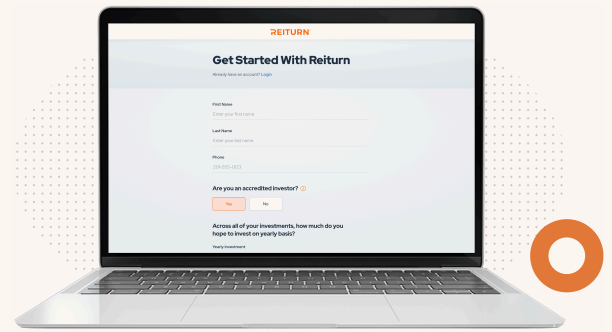 REITURN
Get Started With Reiturn
Already have an account? Login
First Name
Enter your first name
Last Name
Enter your last name
Phone
Are you an accredited investor?
Yes No
Across all of your investments, how much do you
hope to invest on yearly basis?
Yearly Investment